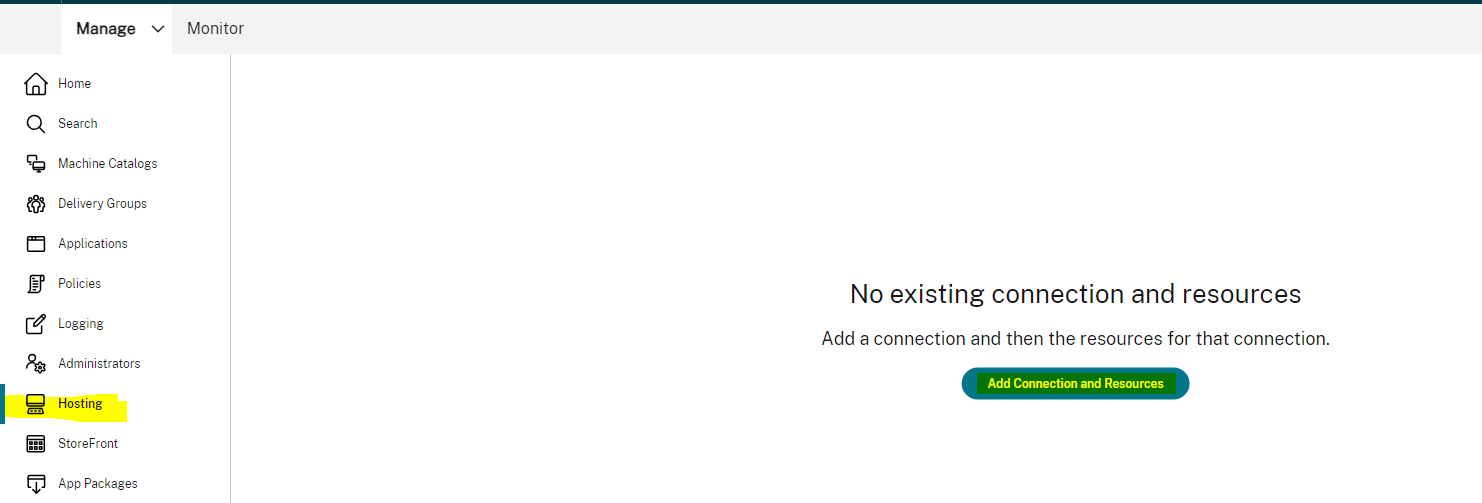 Manage Monitor
Home
Search
Machine Catalogs
Delivery Groups
Applications
Policies
Logging
Administrators
Hosting
StoreFront
App Packages
No existing connection and resources
Add a connection and then the resources for that connection.
Add Connection and Resources